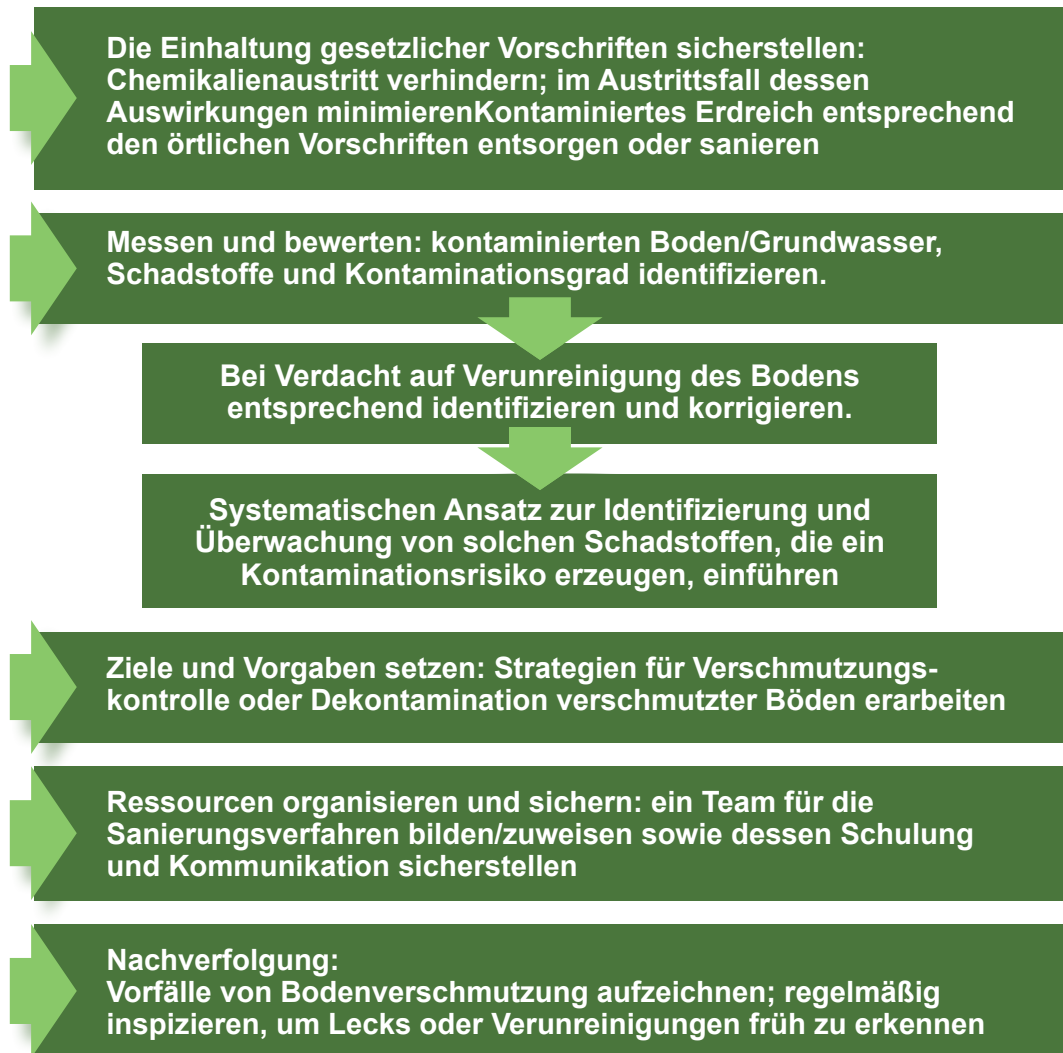 Die Einhaltung gesetzlicher Vorschriften sicherstellen:
Chemikalienaustritt verhindern; im Austrittsfall dessen
Auswirkungen minimierenKontaminiertes Erdreich entsprechend
den örtlichen Vorschriften entsorgen oder sanieren
Messen und bewerten: kontaminierten Boden/Grundwasser,
Schadstoffe und Kontaminationsgrad identifizieren.
Bei Verdacht auf Verunreinigung des Bodens
entsprechend identifizieren und korrigieren.
Systematischen Ansatz zur Identifizierung und
Überwachung von solchen Schadstoffen, die ein
Kontaminationsrisiko erzeugen, einführen
Ziele und Vorgaben setzen: Strategien für Verschmutzungs-
kontrolle oder Dekontamination verschmutzter Böden erarbeiten
Ressourcen organisieren und sichern: ein Team für die
Sanierungsverfahren bilden/zuweisen sowie dessen Schulung
und Kommunikation sicherstellen
Nachverfolgung:
Vorfälle von Bodenverschmutzung aufzeichnen; regelmäßig
inspizieren, um Lecks oder Verunreinigungen früh zu erkennen